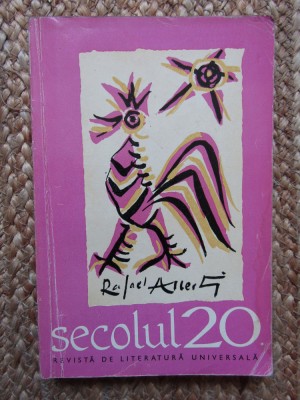 Rafael Alberti
secolul 20
REVISTĂ DE LITERATURĂ UNIVERSALĂ